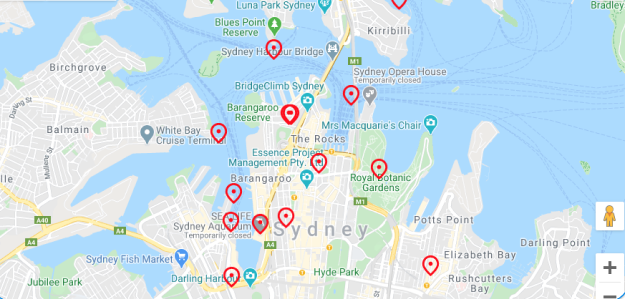 Luna Park Sydney
Bradley
Blues Point
Reserve
Kirribilli
Sydney Harbour Bridge
M1
Birchgrove
Sydney Opera House
Temporarily closed
BridgeClimb Sydney
Darling St
Barangaroo
Reserve
Balmain
White Bay
Cruise Terminal
Mrs Macquarie's Chair
The Rocks
Essence Project
Management Pty. Ltd
Barangaroo
Royal Botanic
Gardens
A40
SEA LIFE
Sydney Aquarium
Temporarily closed
Sydney
Potts Point
A4
A4
Darling Point
Sydney Fish Market
Elizabeth Bay
Hyde Park
M1
Rushcutters
Bay
Jubilee Park
Darling Harbour